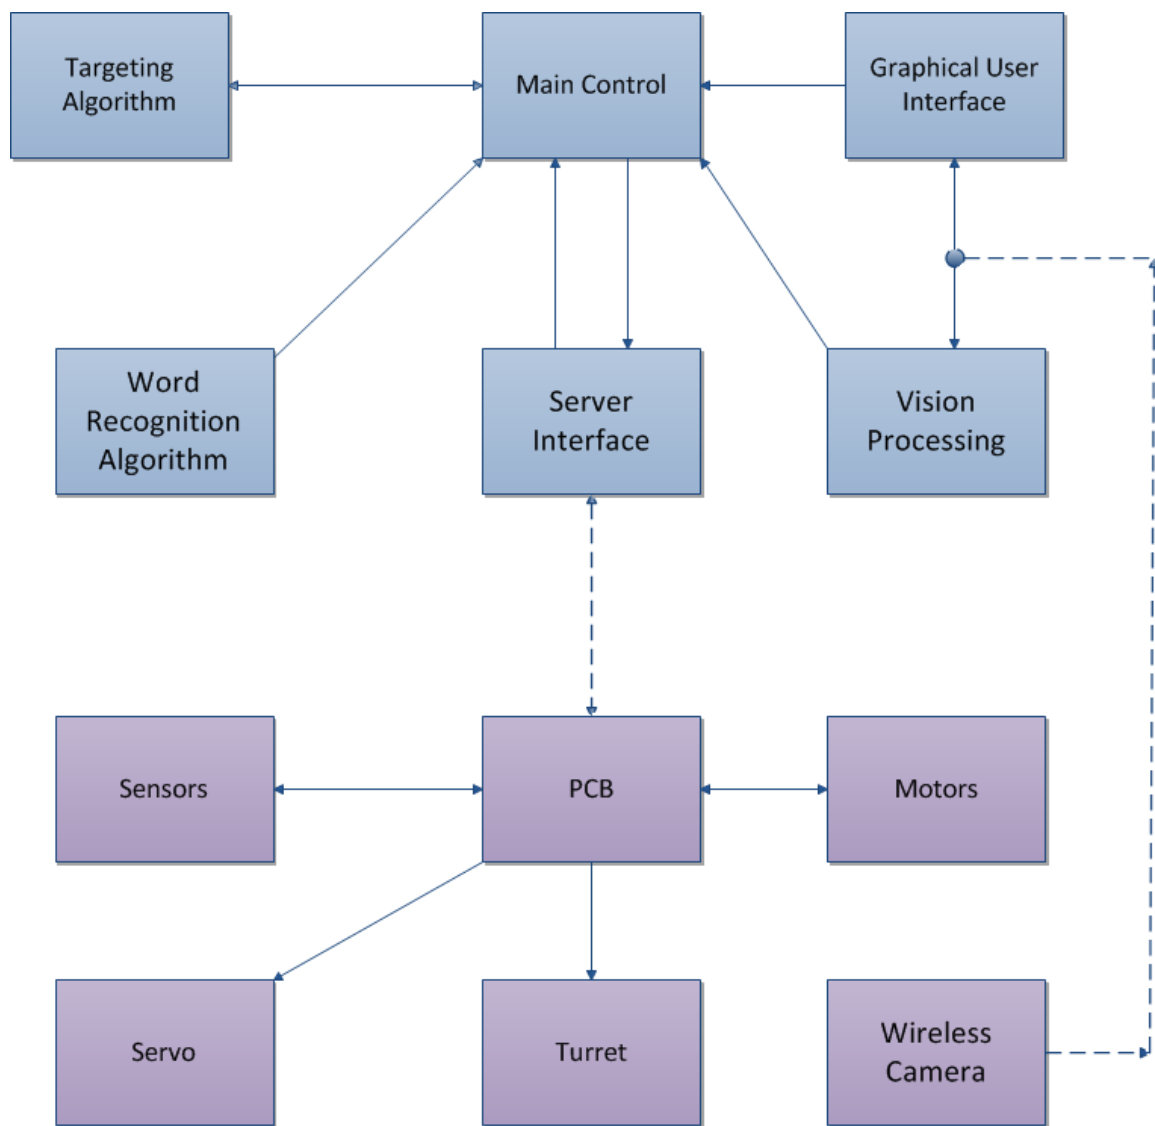 Targeting
Algorithm
Main Control
Graphical User
Interface
Word
Recognition
Algorithm
Server
Interface
Vision
Processing
Sensors
PCB
Motors
Servo
Turret
Wireless
Camera